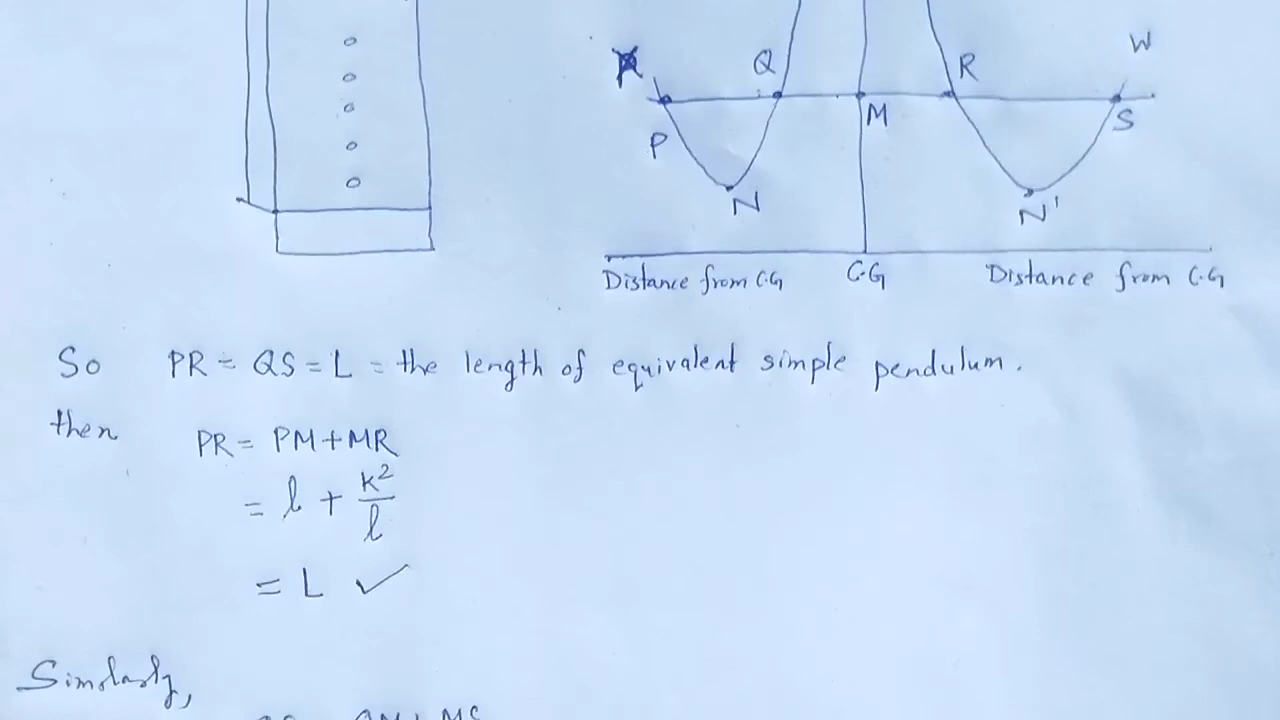 W
Q
R
M
S
P
N
N'
Distance from C.G
C.G
Distance from C.G
So PR = QS = L = the length of equivalent simple pendulum.
then PR = PM + MR
= l + K²/l
= L ✓
Similarly,